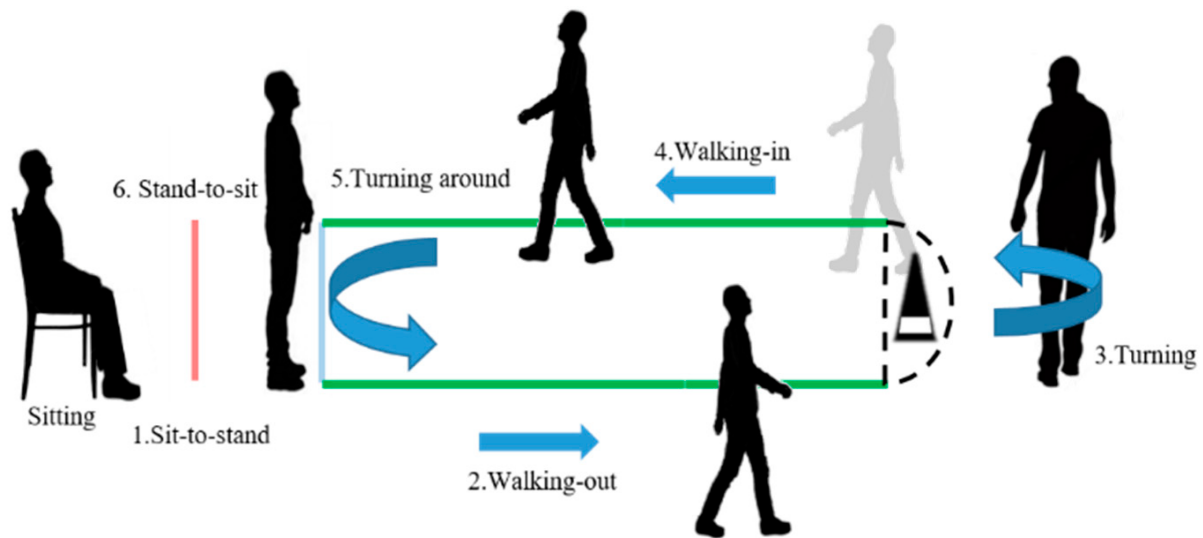 4.Walking-in
6. Stand-to-sit
5.Turning around
3.Turning
Sitting
1.Sit-to-stand
2.Walking-out